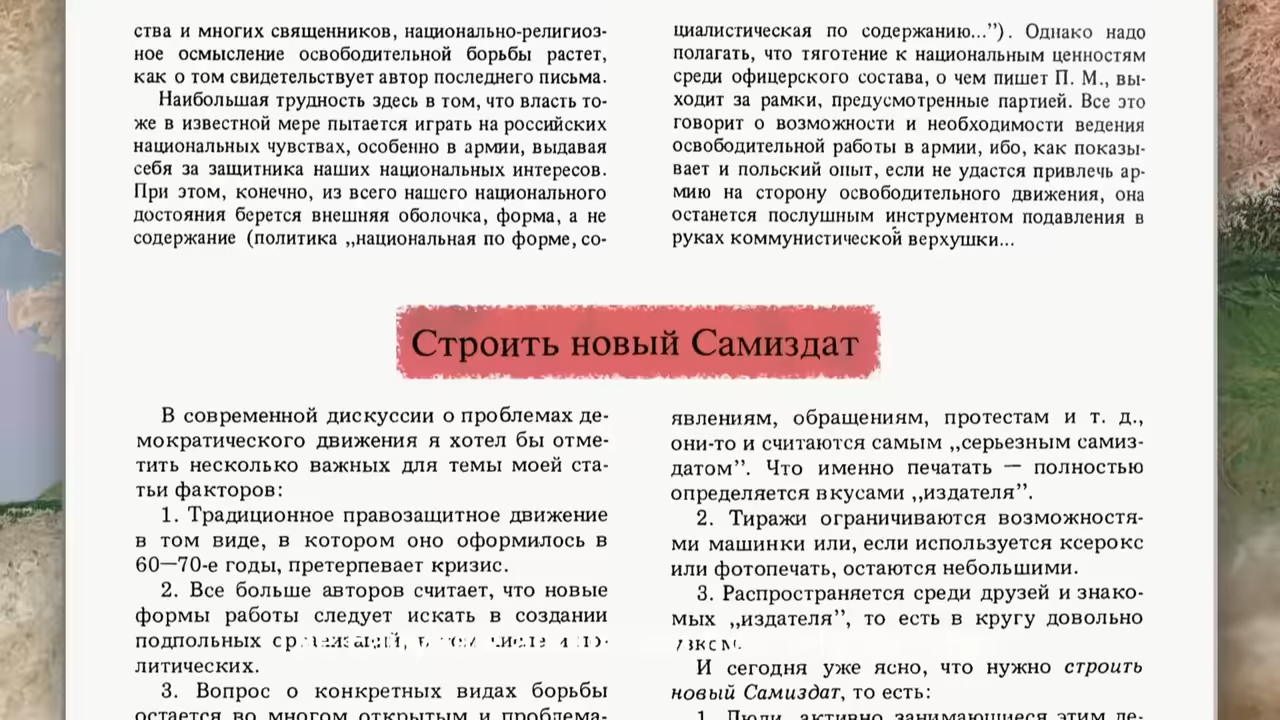 ства и многих священников, национально-религиоз-
ное осмысление освободительной борьбы растет,
как о том свидетельствует автор последнего письма.
Наибольшая трудность здесь в том, что власть то-
же в известной мере пытается играть на российских
национальных чувствах, особенно в армии, выдавая
себя за защитника наших национальных интересов.
При этом, конечно, из всего нашего национального
достояния берется внешняя оболочка, форма, а не
содержание (политика „национальная по форме, со-
циалистическая по содержанию...”). Однако надо
полагать, что тяготение к национальным ценностям
среди офицерского состава, о чем пишет П. М., вы-
ходит за рамки, предусмотренные партией. Все это
говорит о возможности и необходимости ведения
освободительной работы в армии, ибо, как показы-
вает и польский опыт, если не удастся привлечь ар-
мию на сторону освободительного движения, она
останется послушным инструментом подавления в
руках коммунистической верхушки...
Строить новый Самиздат
В современной дискуссии о проблемах де-
мократического движения я хотел бы отме-
тить несколько важных для темы моей ста-
тьи факторов:
1. Традиционное правозащитное движение
в том виде, в котором оно оформилось в
60—70-е годы, претерпевает кризис.
2. Все больше авторов считает, что новые
формы работы следует искать в создании
подпольных
литических.
3. Вопрос о конкретных видах борьбы
остается во многом открытым и проблема-
явлениям, обращениям, протестам и т. д.,
они-то и считаются самым „серьезным самиз-
датом”. Что именно печатать — полностью
определяется вкусами „издателя”.
2. Тиражи ограничиваются возможностя-
ми машинки или, если используется ксерокс
или фотопечать, остаются небольшими.
3. Распространяется среди друзей и знако-
мых „издателя”, то есть в кругу довольно
И сегодня уже ясно, что нужно строить
новый Самиздат, то есть:
1. Люди, активно занимающиеся этим де-